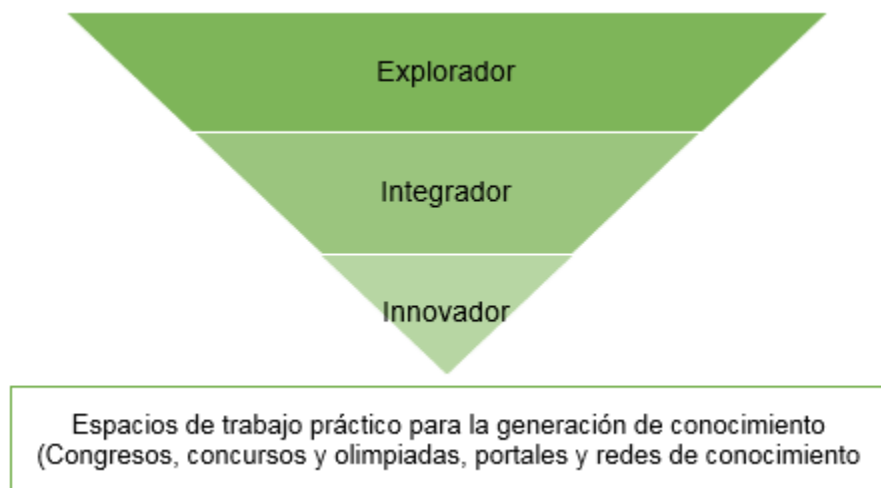 Explorador
Integrador
Innovador
Espacios de trabajo práctico para la generación de conocimiento
(Congresos, concursos y olimpiadas, portales y redes de conocimiento